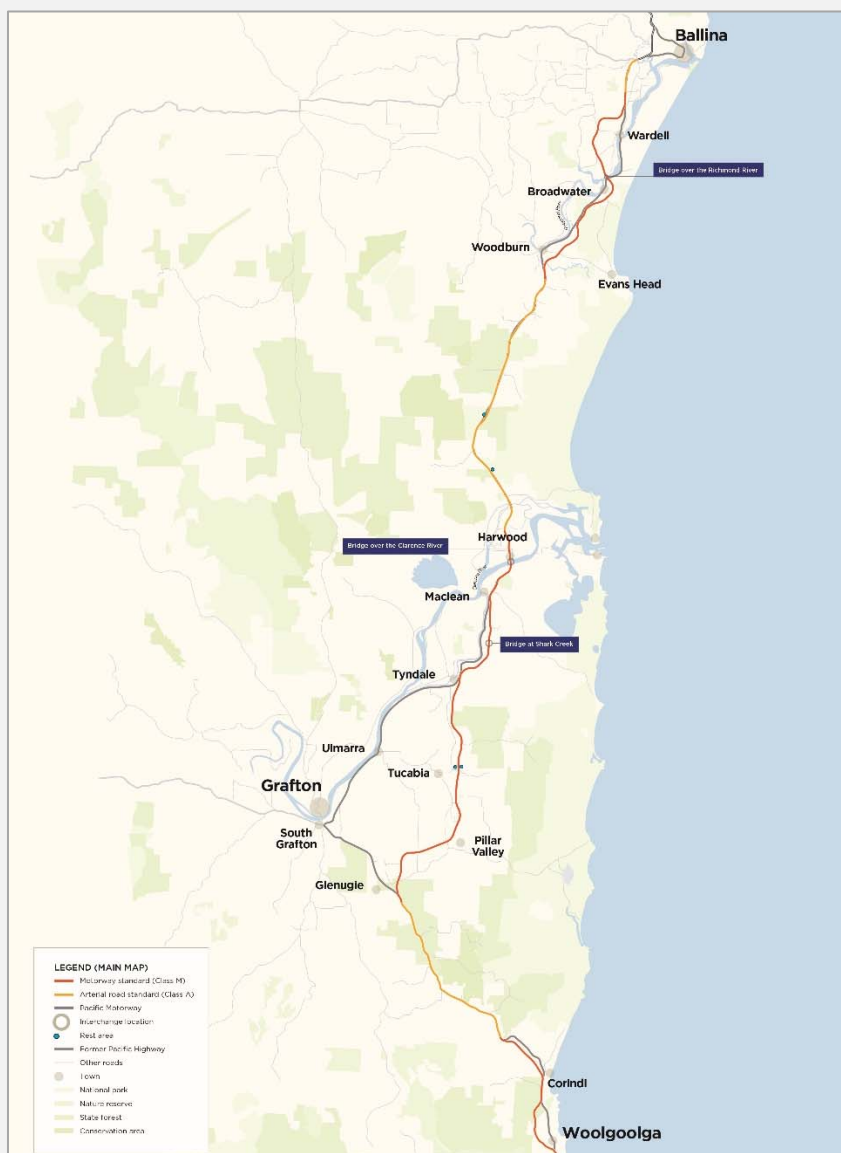 Ballina
Wardell
Bridge over the Richmond River
Broadwater
Woodburn
Evans Head
Harwood
Bridge over the Clarence River
Maclean
Bridge at Shark Creek
Tyndale
Ulmarra
Tucabia
Grafton
South
Grafton
Pillar
Valley
Glenugie
Corindi
Woolgoolga
LEGEND (MAIN MAP)
Motorway standard (Class M)
Arterial road standard (Class A)
Pacific Motorway
Interchange location
Rest area
Former Pacific Highway
Other roads
Town
National park
Nature reserve
State forest
Conservation area